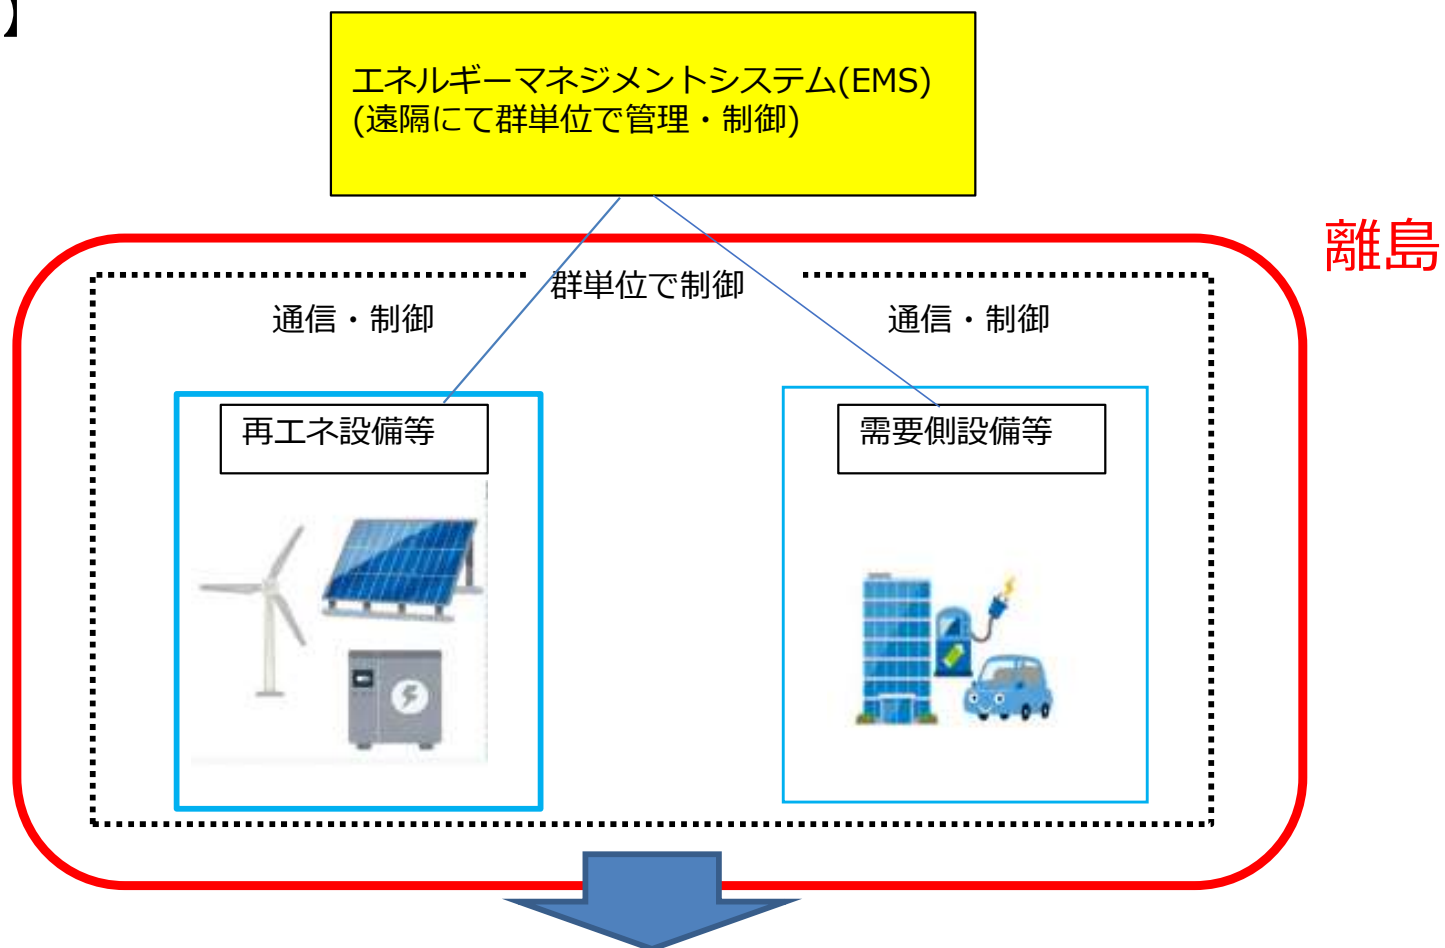 】
エネルギーマネジメントシステム(EMS)
(遠隔にて群単位で管理・制御)
離島
群単位で制御
通信・制御
通信・制御
再エネ設備等
需要側設備等